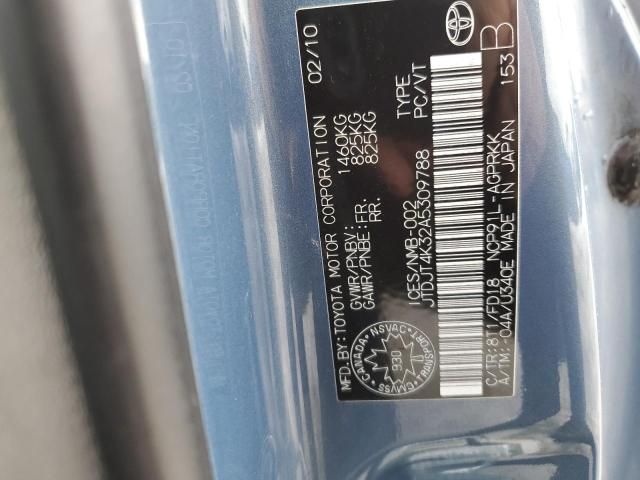 MFD.BY:TOYOTA MOTOR CORPORATION 02/10
GVWR/PNBV: 1460KG
GAWR/PNBE:FR. 825KG
RR. 825KG
CANADA
NSVAC
930
TRANSPORT
CMVSS
ICES/NMB-002 TYPE
JTDJT4K32A5309788 PC/VT
C/TR:8T1/FD18 NCP91L-AGPRKK
A/TM:-04A/U340E MADE IN JAPAN 153
B